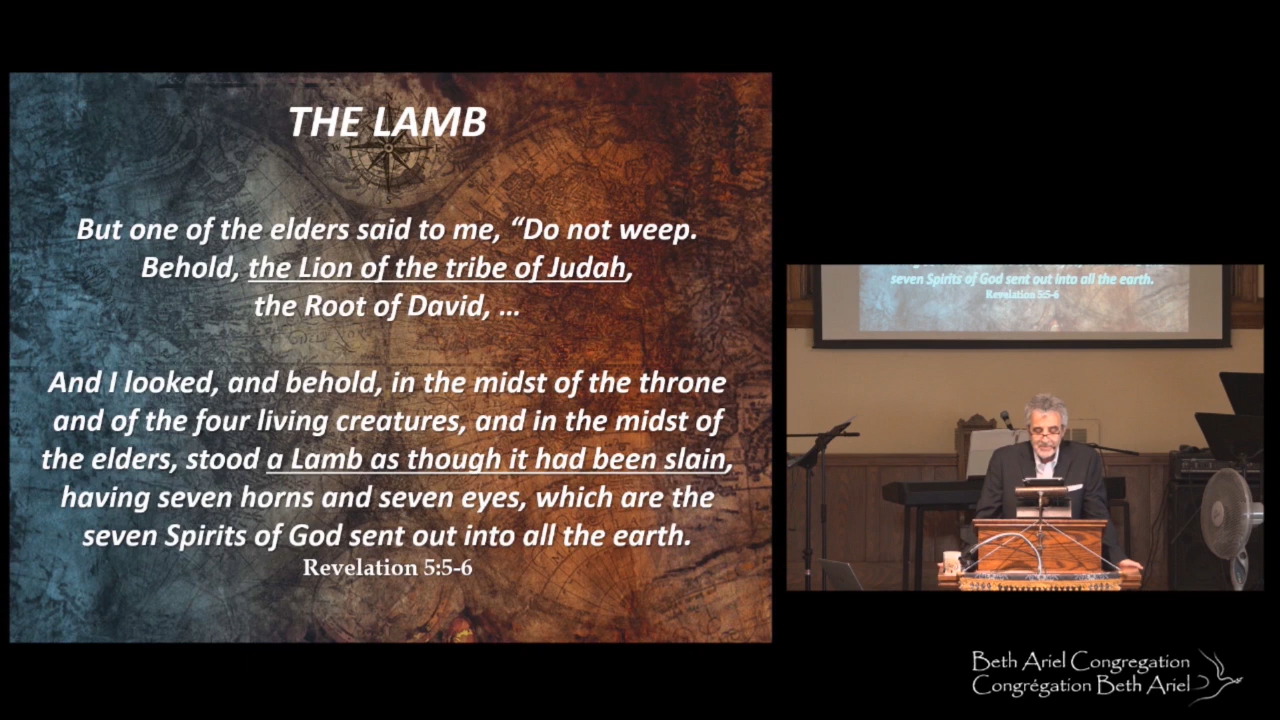 THE LAMB
But one of the elders said to me, “Do not weep.
Behold, the Lion of the tribe of Judah,
the Root of David, ...
And I looked, and behold, in the midst of the throne
and of the four living creatures, and in the midst of
the elders, stood a Lamb as though it had been slain,
having seven horns and seven eyes, which are the
seven Spirits of God sent out into all the earth.
Revelation 5:5-6
W E
seven Spirits of God sent out into all the earth.
Revelation 5:5-6
Beth Ariel Congregation
Congrégation Beth Ariel